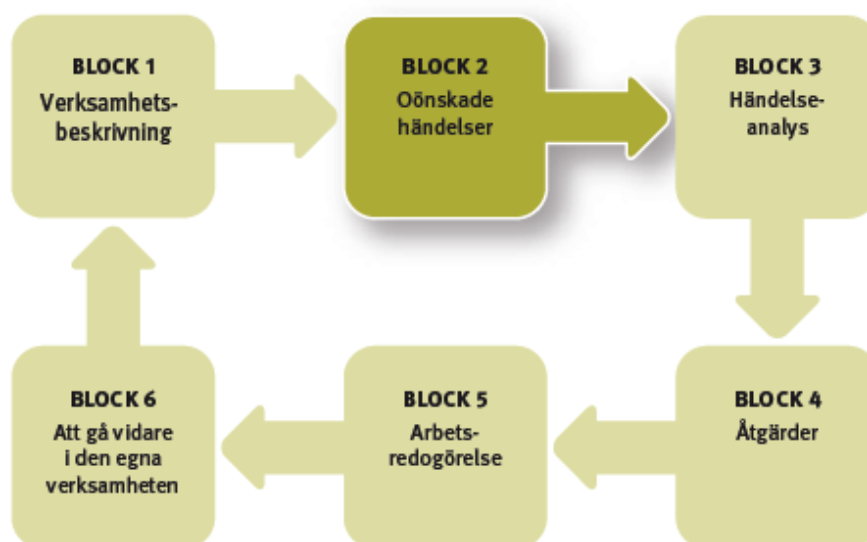 BLOCK 1
Verksamhets-
beskrivning
BLOCK 2
Oönskade
händelser
BLOCK 3
Händelse-
analys
BLOCK 6
Att gå vidare
i den egna
verksamheten
BLOCK 5
Arbets-
redogörelse
BLOCK 4
Åtgärder